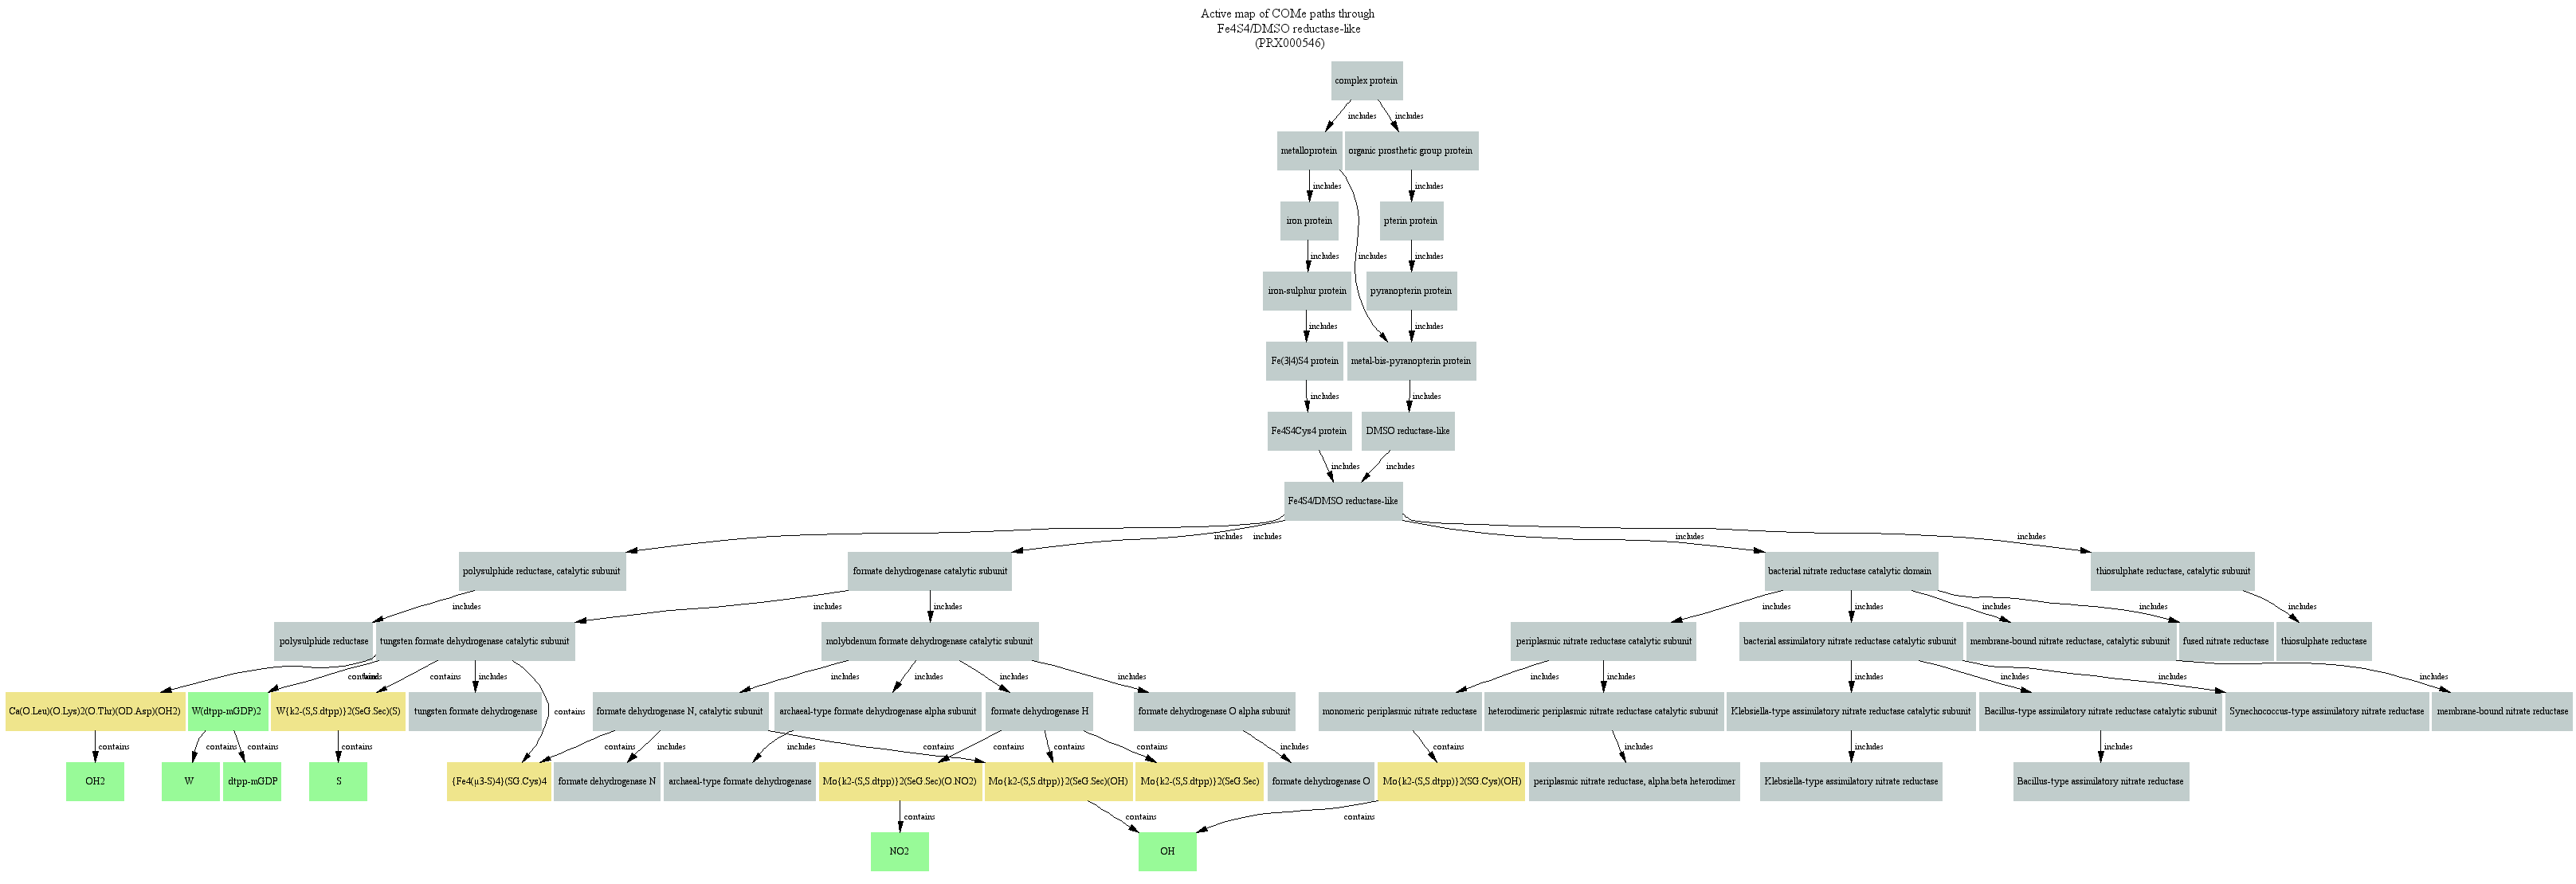 Active map of COMe paths through
Fe4S4/DMSO reductase-like
(PRX000546)
complex protein
includes
includes
metalloprotein
organic prosthetic group protein
includes
includes
iron protein
pterin protein
includes
includes
includes
iron-sulphur protein
pyranopterin protein
includes
includes
Fe(3|4)S4 protein
metal-bis-pyranopterin protein
includes
includes
Fe4S4Cys4 protein
DMSO reductase-like
includes
includes
Fe4S4/DMSO reductase-like
includes
includes
includes
includes
polysulphide reductase, catalytic subunit
formate dehydrogenase catalytic subunit
bacterial nitrate reductase catalytic domain
thiosulphate reductase, catalytic subunit
includes
includes
includes
includes
includes
includes
includes
includes
polysulphide reductase
tungsten formate dehydrogenase catalytic subunit
molybdenum formate dehydrogenase catalytic subunit
periplasmic nitrate reductase catalytic subunit
bacterial assimilatory nitrate reductase catalytic subunit
membrane-bound nitrate reductase, catalytic subunit
fused nitrate reductase
thiosulphate reductase
contains
contains
includes
includes
includes
includes
includes
includes
includes
includes
includes
includes
includes
Ca(O.Leu)(O.Lys)2(O.Thr)(OD.Asp)(OH2)
W(dtpp-mGDP)2
W{k2-(S,S.dtpp)}2(SeG.Sec)(S)
tungsten formate dehydrogenase
contains
formate dehydrogenase N, catalytic subunit
archaeal-type formate dehydrogenase alpha subunit
formate dehydrogenase H
formate dehydrogenase O alpha subunit
monomeric periplasmic nitrate reductase
heterodimeric periplasmic nitrate reductase catalytic subunit
Klebsiella-type assimilatory nitrate reductase catalytic subunit
Bacillus-type assimilatory nitrate reductase catalytic subunit
Synechococcus-type assimilatory nitrate reductase
membrane-bound nitrate reductase
contains
contains
contains
contains
contains
includes
includes
contains
contains
contains
contains
includes
contains
includes
includes
includes
OH2
W
dtpp-mGDP
S
{Fe4(µ3-S)4}(SG.Cys)4
formate dehydrogenase N
archaeal-type formate dehydrogenase
Mo{k2-(S,S.dtpp)}2(SeG.Sec)(O.NO2)
Mo{k2-(S,S.dtpp)}2(SeG.Sec)(OH)
Mo{k2-(S,S.dtpp)}2(SeG.Sec)
formate dehydrogenase O
Mo{k2-(S,S.dtpp)}2(SG.Cys)(OH)
periplasmic nitrate reductase, alpha/beta heterodimer
Klebsiella-type assimilatory nitrate reductase
Bacillus-type assimilatory nitrate reductase
contains
contains
contains
NO2
OH